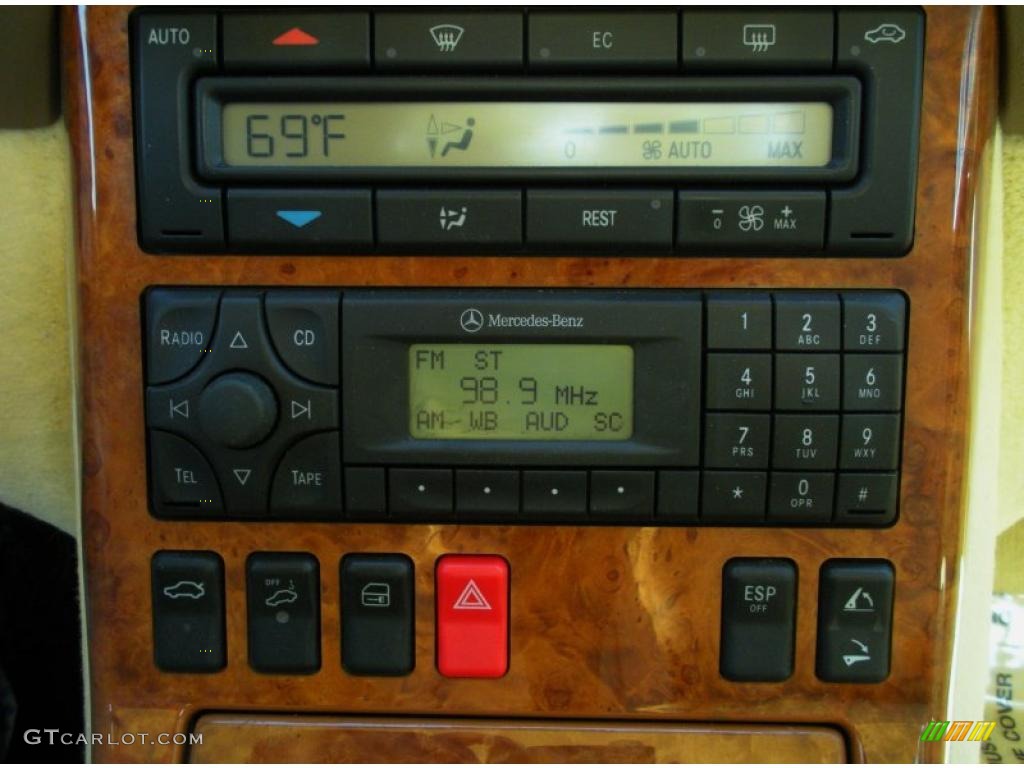 AUTO EC
69°F 0 AUTO MAX
REST − 0 + MAX
Mercedes-Benz
RADIO CD
FM ST
98.9 MHz
AM WB AUD SC
TEL TAPE
1 2 3
ABC DEF
4 5 6
GHI JKL MNO
7 8 9
PRS TUV WXY
* 0 #
OPR
OFF
ESP
OFF
GTCARLOT.COM
COVER